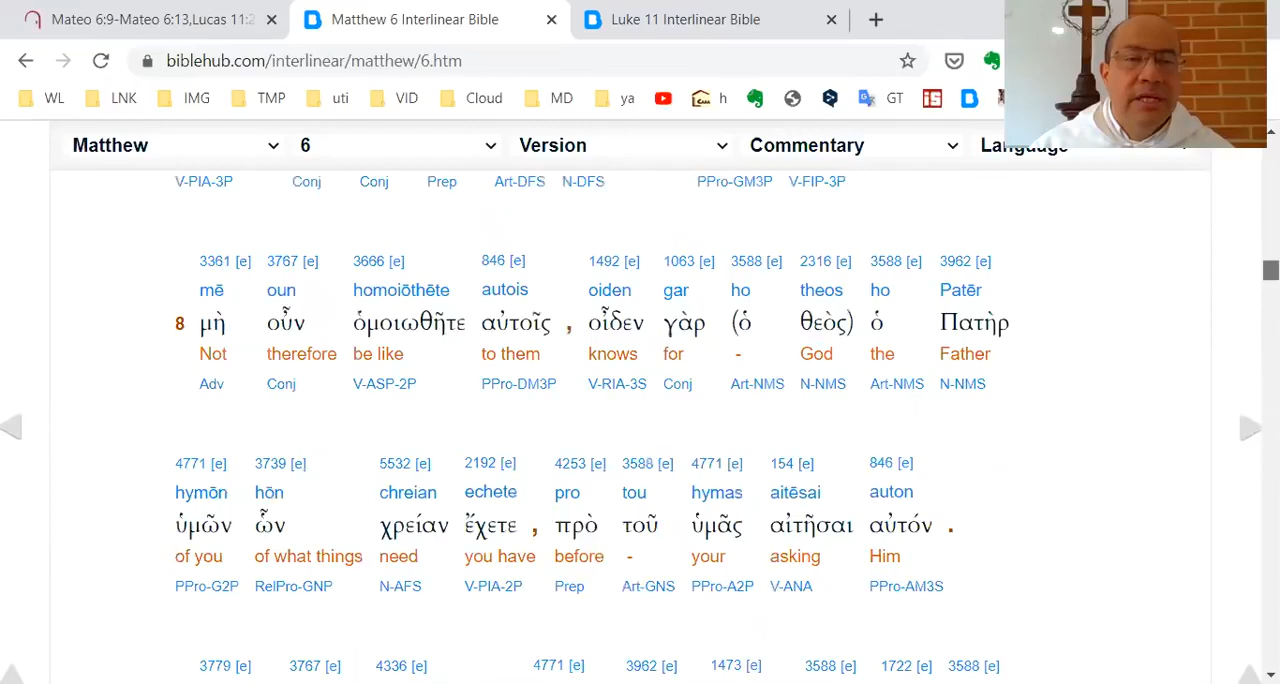 Mateo 6:9-Mateo 6:13,Lucas 11:2 Matthew 6 Interlinear Bible Luke 11 Interlinear Bible
biblehub.com/interlinear/matthew/6.htm
WL LNK IMG TMP uti VID Cloud MD ya h GT
Matthew 6 Version Commentary Language
V-PIA-3P Conj Conj Prep Art-DFS N-DFS PPro-GM3P V-FIP-3P
3361 [e] 3767 [e] 3666 [e] 846 [e] 1492 [e] 1063 [e] 3588 [e] 2316 [e] 3588 [e] 3962 [e]
mē oun homoiōthēte autois oiden gar ho theos ho Patēr
8 μὴ οὖν ὁμοιωθῆτε αὐτοῖς , οἶδεν γὰρ (ὁ θεὸς) ὁ Πατὴρ
Not therefore be like to them knows for - God the Father
Adv Conj V-ASP-2P PPro-DM3P V-RIA-3S Conj Art-NMS N-NMS Art-NMS N-NMS
4771 [e] 3739 [e] 5532 [e] 2192 [e] 4253 [e] 3588 [e] 4771 [e] 154 [e] 846 [e]
hymōn hōn chreian echete pro tou hymas aitēsai auton
ὑμῶν ὧν χρείαν ἔχετε , πρὸ τοῦ ὑμᾶς αἰτῆσαι αὐτόν .
of you of what things need you have before - your asking Him
PPro-G2P RelPro-GNP N-AFS V-PIA-2P Prep Art-GNS PPro-A2P V-ANA PPro-AM3S
3779 [e] 3767 [e] 4336 [e] 4771 [e] 3962 [e] 1473 [e] 3588 [e] 1722 [e] 3588 [e]